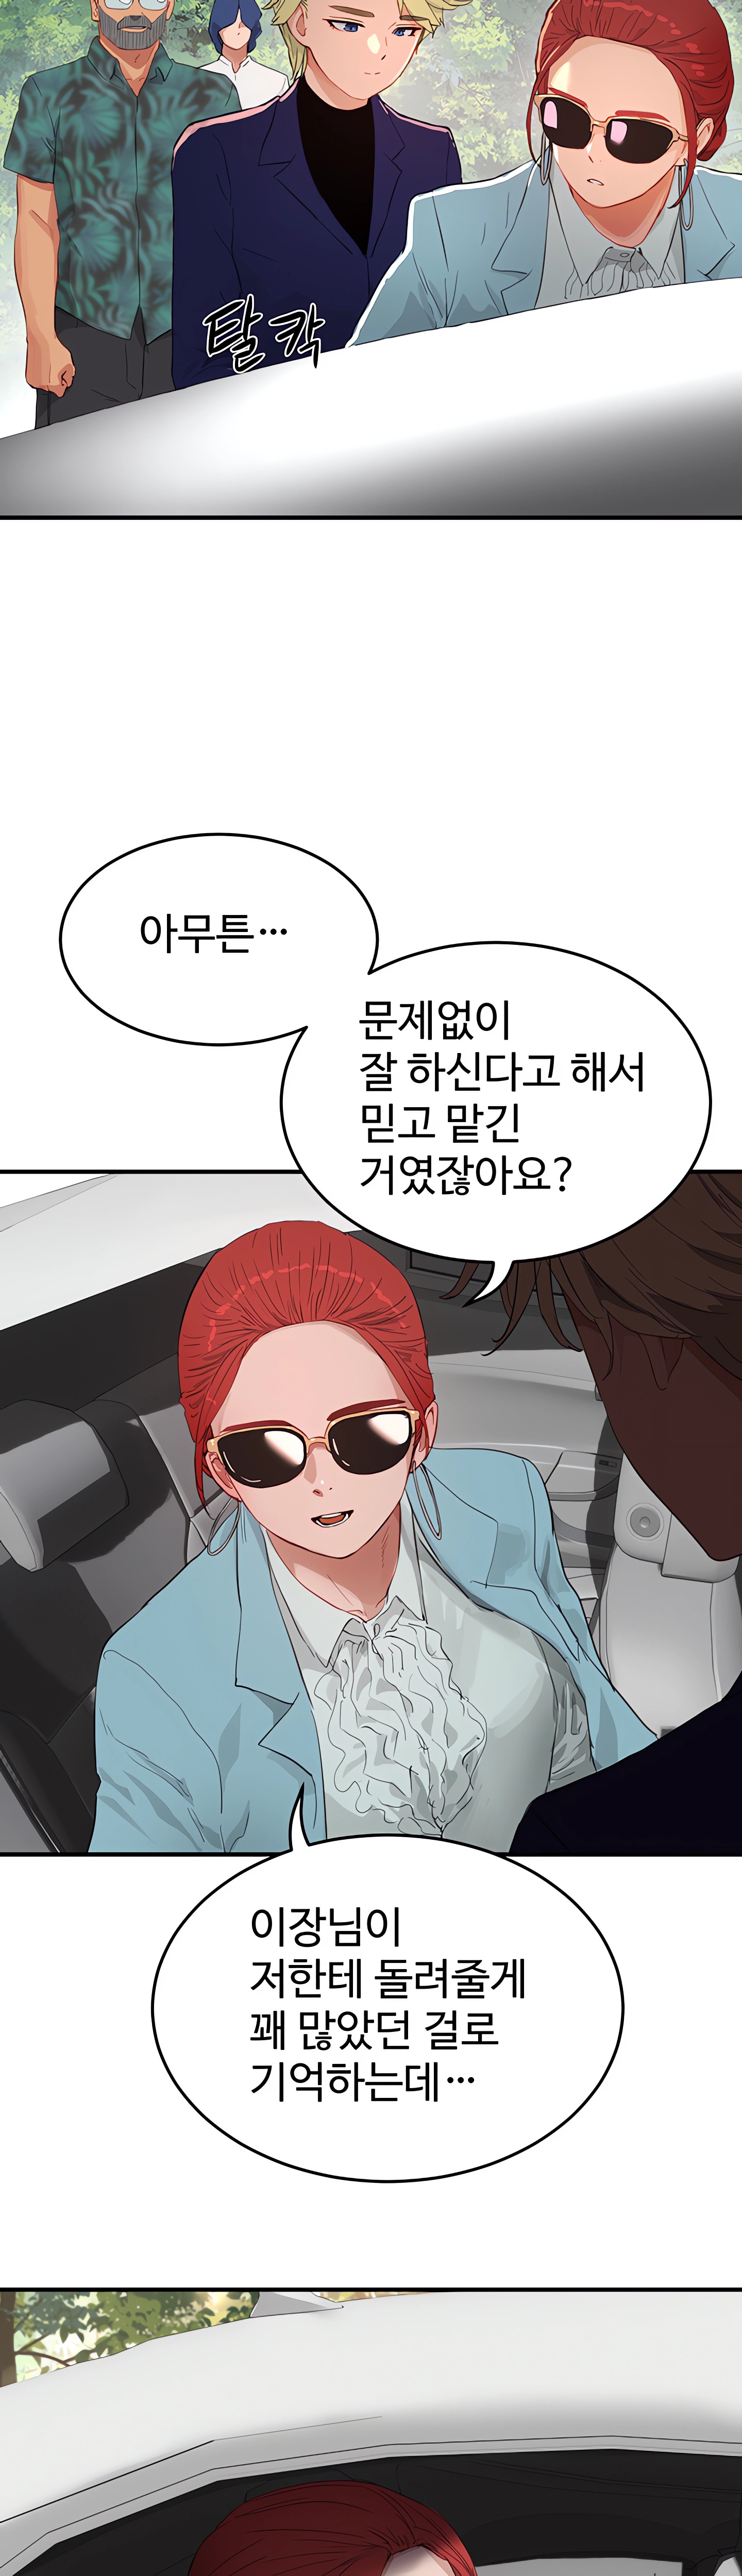 탈칵
아무튼…
문제없이
잘 하신다고 해서
믿고 맡긴
거였잖아요?
이장님이
저한테 돌려줄게
꽤 많았던 걸로
기억하는데…